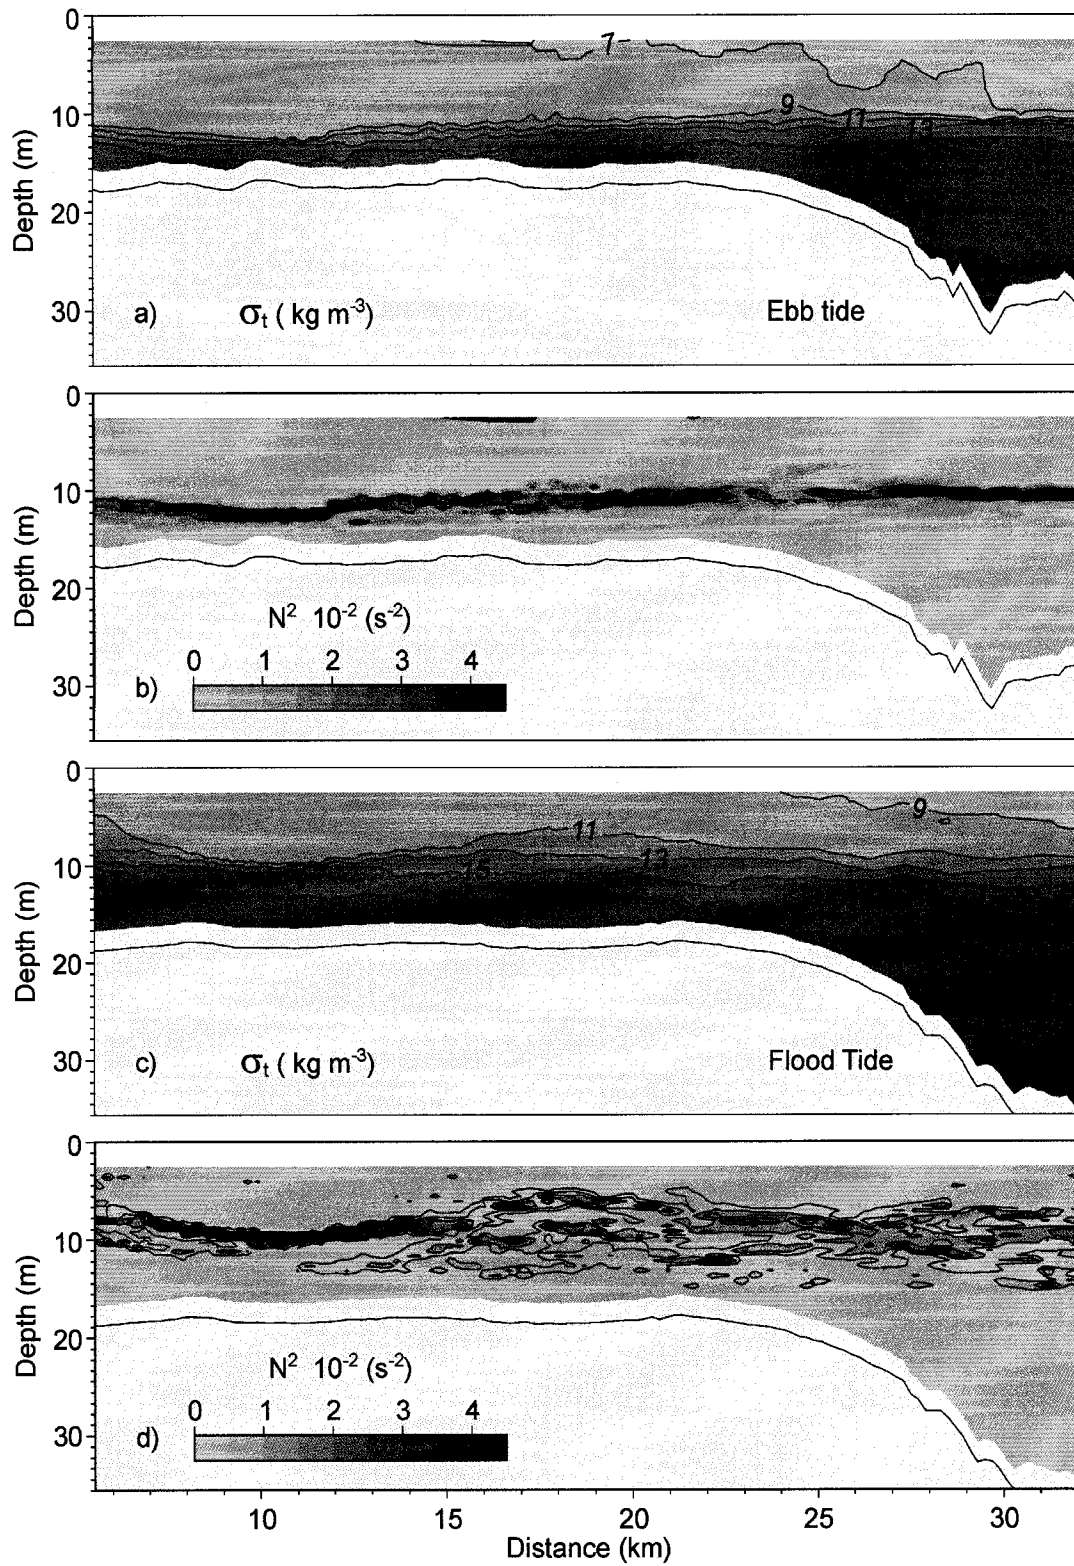 0
10
20
30
Depth (m)
7
9
11
13
a)
σt ( kg m-3)
Ebb tide
0
10
20
30
Depth (m)
N2 10-2 (s-2)
0 1 2 3 4
b)
0
10
20
30
Depth (m)
9
11
13
15
c)
σt ( kg m-3)
Flood Tide
0
10
20
30
Depth (m)
N2 10-2 (s-2)
0 1 2 3 4
d)
10 15 20 25 30
Distance (km)